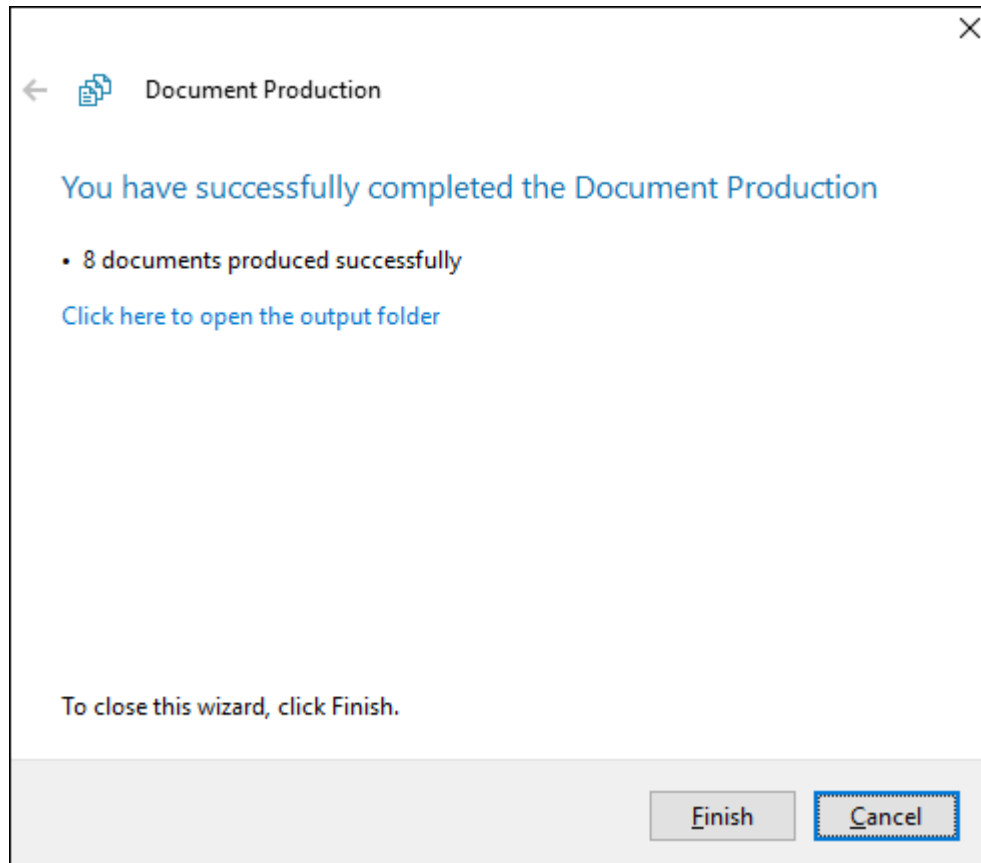 Document Production
You have successfully completed the Document Production
• 8 documents produced successfully
Click here to open the output folder
To close this wizard, click Finish.
Finish
Cancel